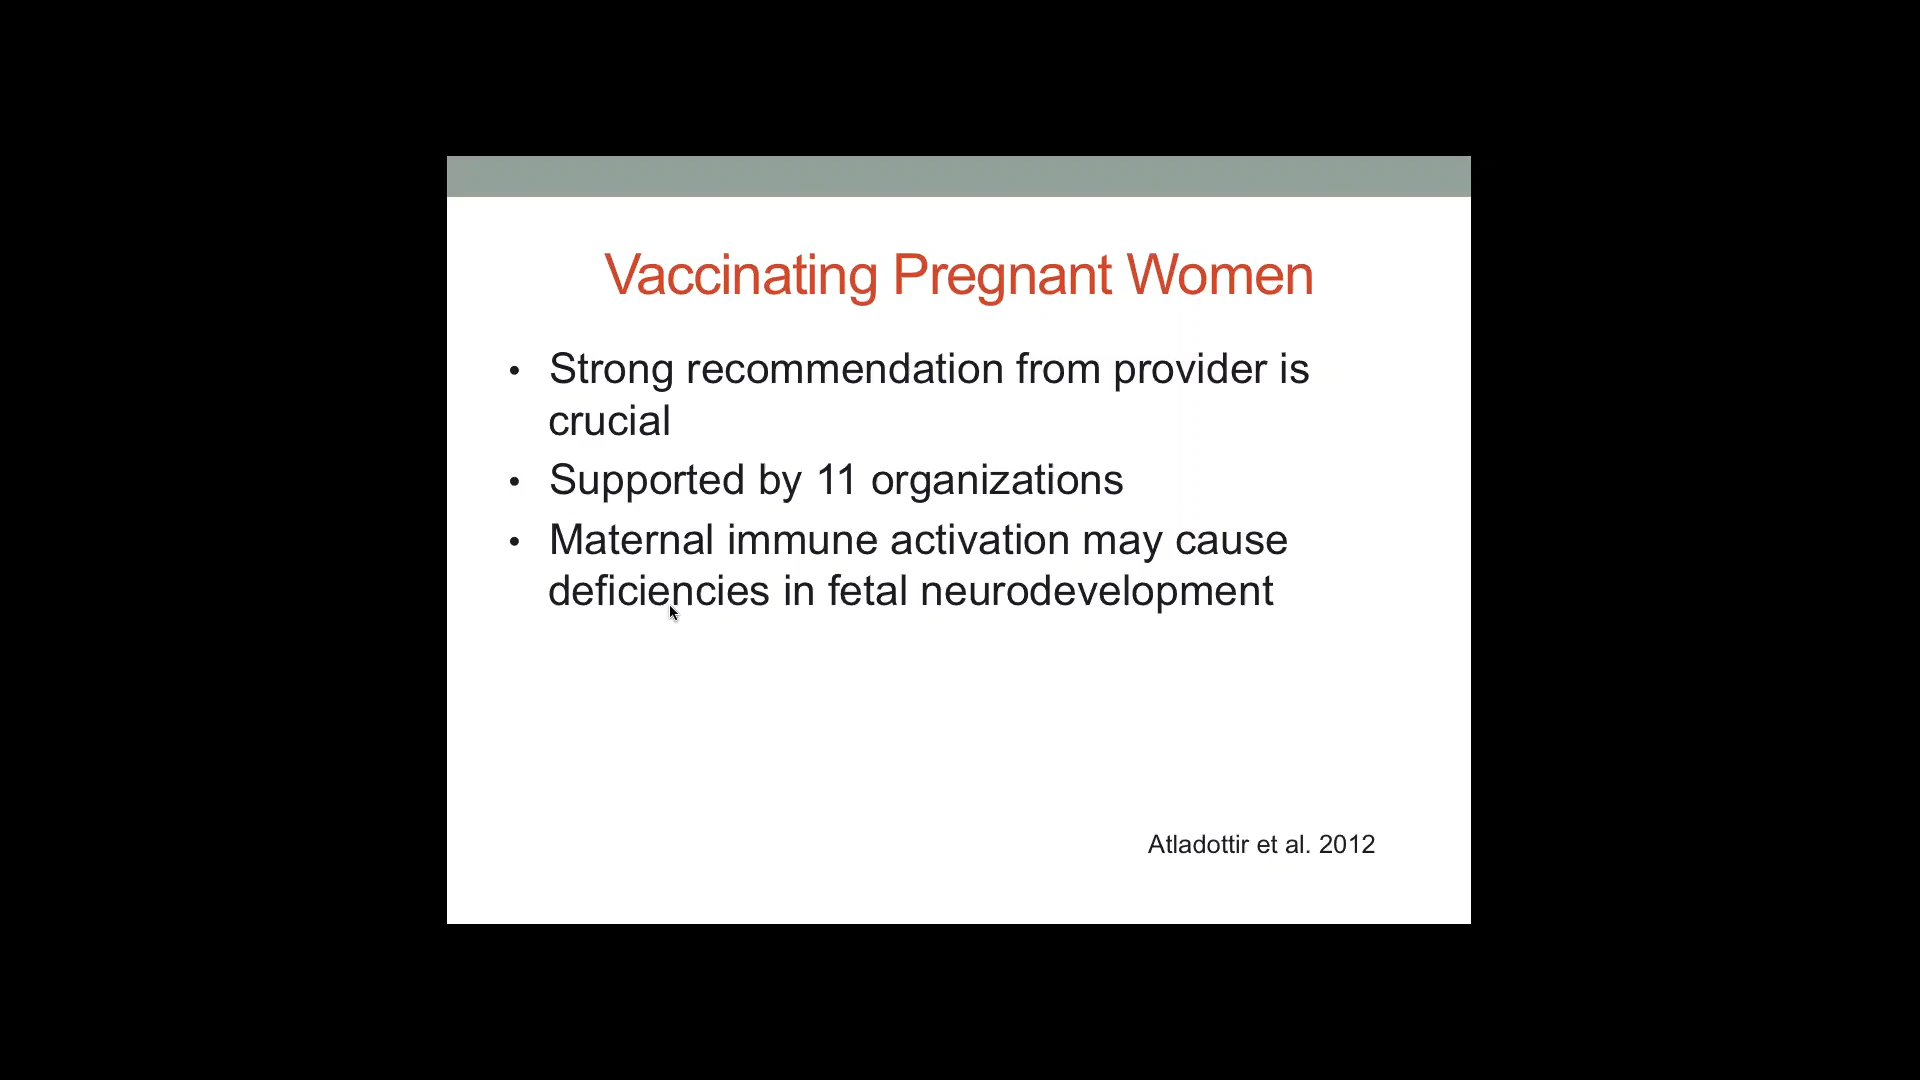 Vaccinating Pregnant Women
• Strong recommendation from provider is
crucial
• Supported by 11 organizations
• Maternal immune activation may cause
deficiencies in fetal neurodevelopment
Atladottir et al. 2012